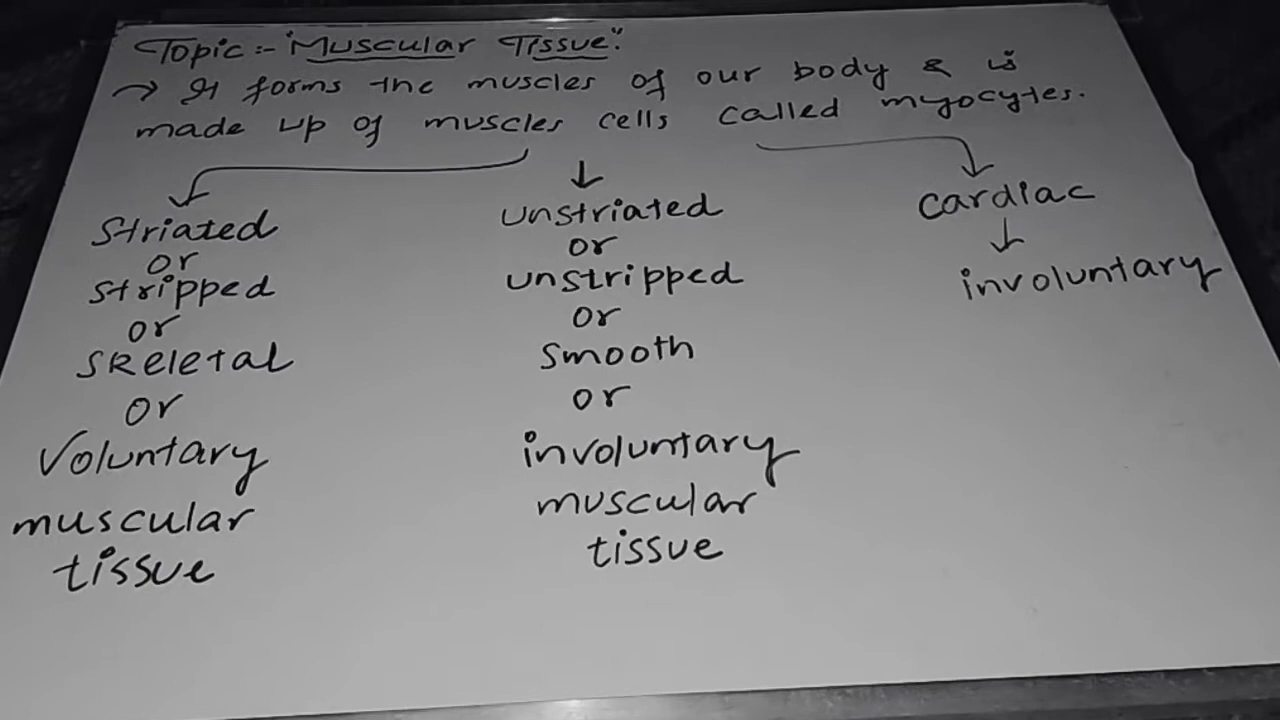 Topic :- "Muscular Tissue".
→ It forms the muscles of our body & is
made up of muscles cells called myocytes.
Striated
or
Stripped
or
Skeletal
or
Voluntary
muscular
tissue
unstriated
or
unstripped
or
Smooth
or
involuntary
muscular
tissue
cardiac
↓
involuntary